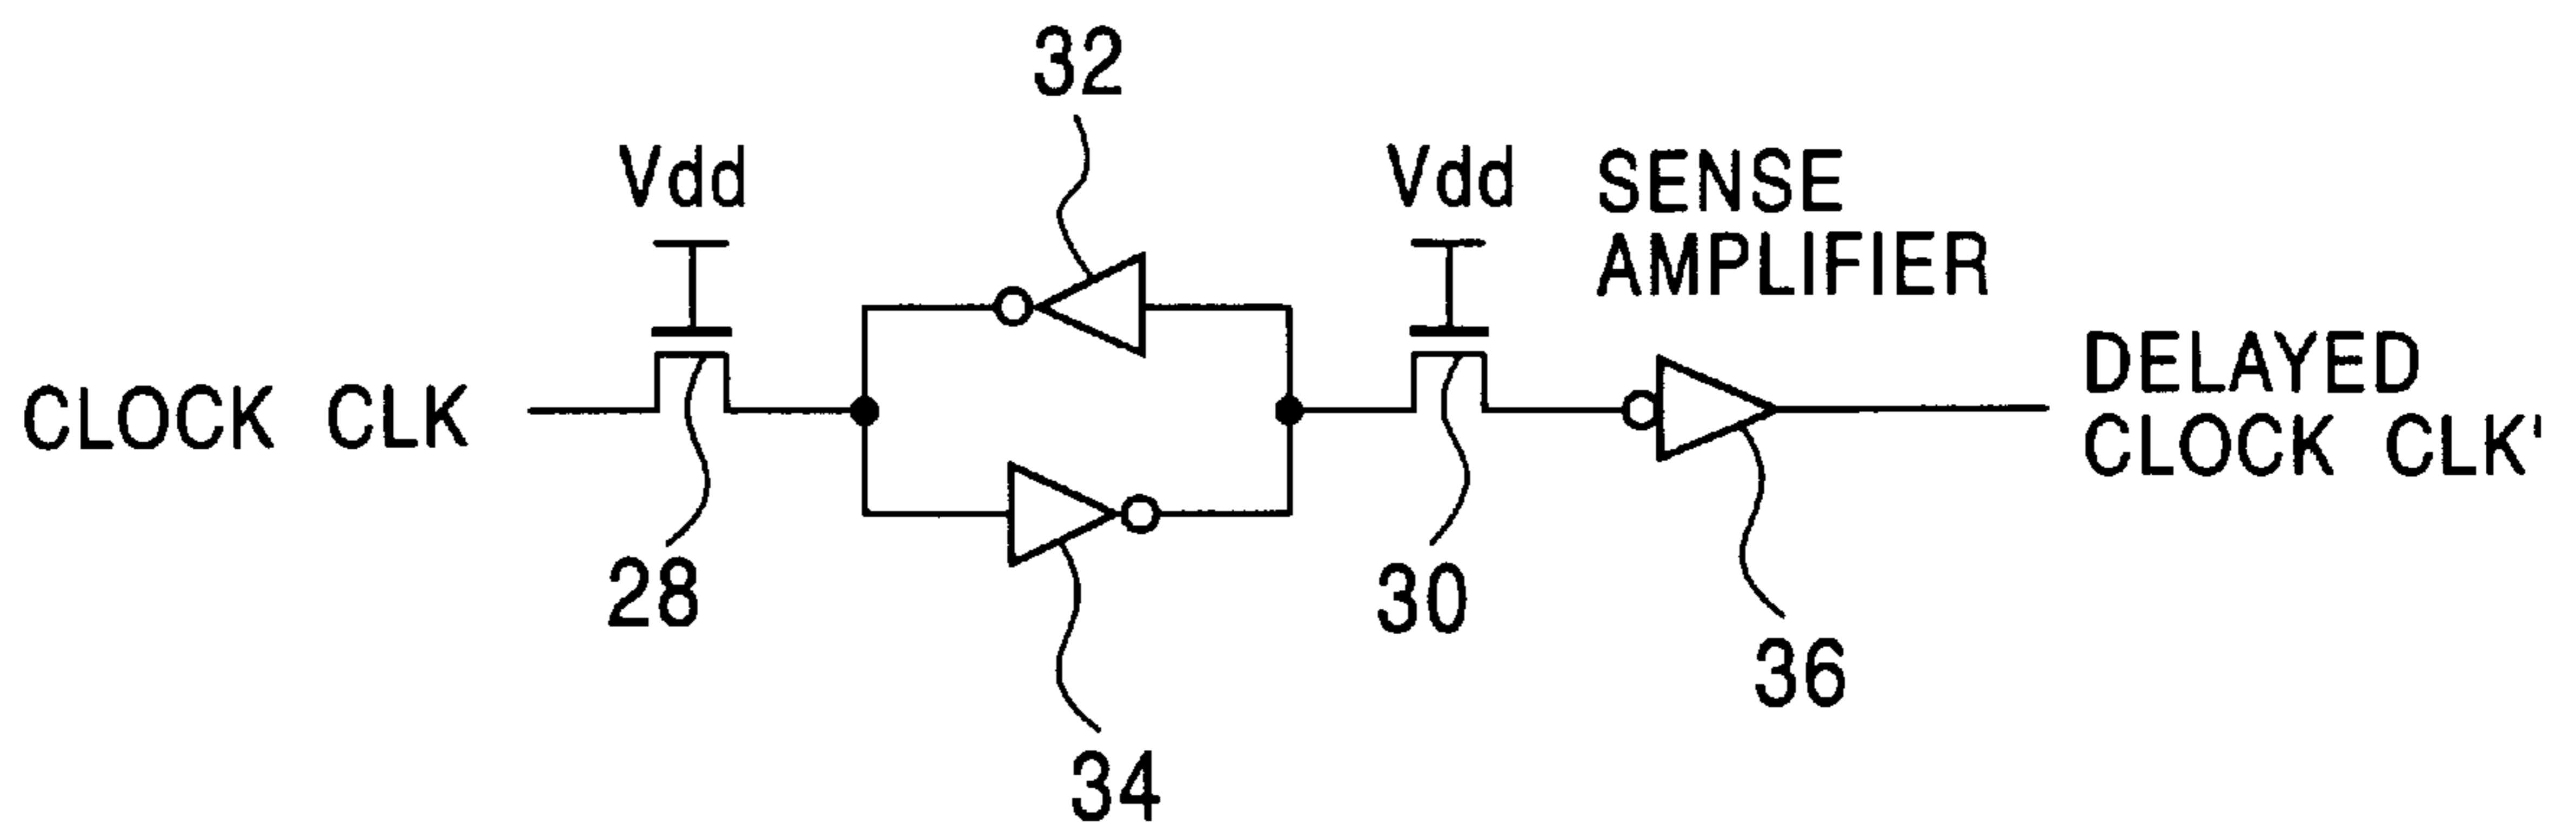 32
Vdd
Vdd
SENSE
AMPLIFIER
CLOCK CLK
DELAYED
CLOCK CLK'
28
30
36
34